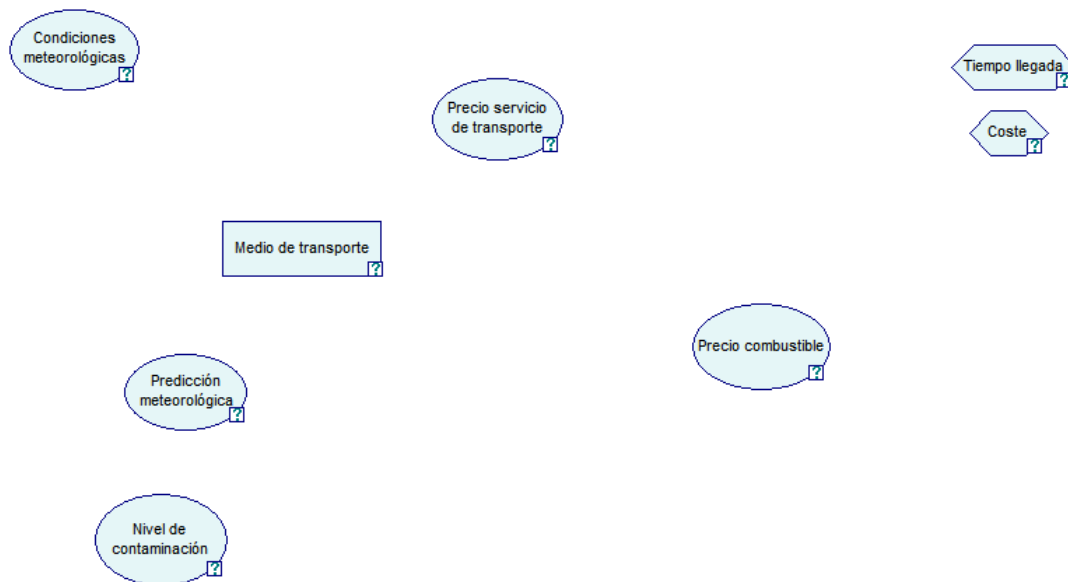 Condiciones
meteorológicas
?
Tiempo llegada
?
Precio servicio
de transporte
?
Coste
?
Medio de transporte
?
Precio combustible
?
Predicción
meteorológica
?
Nivel de
contaminación
?